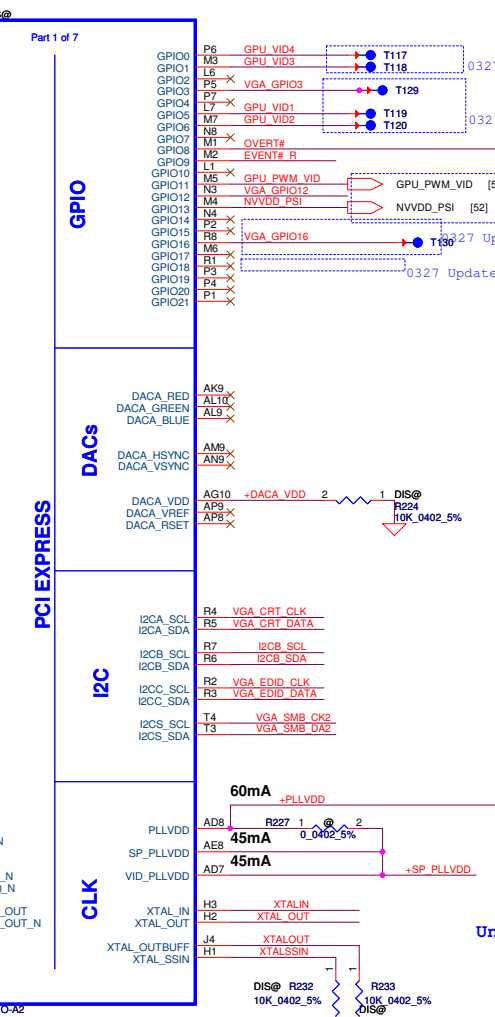 S@
Part 1 of 7
GPIO
GPIO0 P6 GPU_VID4 T117
GPIO1 M3 GPU_VID3 T118
GPIO2 L6
0327
GPIO3 P5 VGA_GPIO3 T129
GPIO4 P7
GPIO5 L7 GPU_VID1 T119
GPIO6 M7 GPU_VID2 T120
0327
GPIO7 N8
GPIO8 M1 OVERT#
GPIO9 M2 EVENT#_R
GPIO10 L1
GPIO11 M5 GPU_PWM_VID GPU_PWM_VID [5
GPIO12 N3 VGA_GPIO12
GPIO13 M4 NVVDD_PSI NVVDD_PSI [52]
GPIO14 N4
GPIO15 P2
GPIO16 R8 VGA_GPIO16 T130
0327 Up
GPIO17 M6
GPIO18 R1
0327 Update
GPIO19 P3
GPIO20 P4
GPIO21 P1
PCI EXPRESS
DACs
DACA_RED AK9
DACA_GREEN AL10
DACA_BLUE AL9
DACA_HSYNC AM9
DACA_VSYNC AN9
DACA_VDD AG10 +DACA_VDD 2 1 DIS@
R224
10K_0402_5%
DACA_VREF AP9
DACA_RSET AP8
I2C
I2CA_SCL R4 VGA_CRT_CLK
I2CA_SDA R5 VGA_CRT_DATA
I2CB_SCL R7 I2CB_SCL
I2CB_SDA R6 I2CB_SDA
I2CC_SCL R2 VGA_EDID_CLK
I2CC_SDA R3 VGA_EDID_DATA
I2CS_SCL T4 VGA_SMB_CK2
I2CS_SDA T3 VGA_SMB_DA2
CLK
60mA
+PLLVDD
PLLVDD AD8 R227 1 @ 2
0_0402_5%
45mA
SP_PLLVDD AE8
45mA
VID_PLLVDD AD7 +SP_PLLVDD
N
_N
_N
_OUT
_OUT_N
XTAL_IN H3 XTALIN
XTAL_OUT H2 XTAL_OUT
Un
XTAL_OUTBUFF J4 XTALOUT
XTAL_SSIN H1 XTALSSIN
1 1
DIS@ R232 R233
10K_0402_5% 10K_0402_5%
DIS@
O-A2